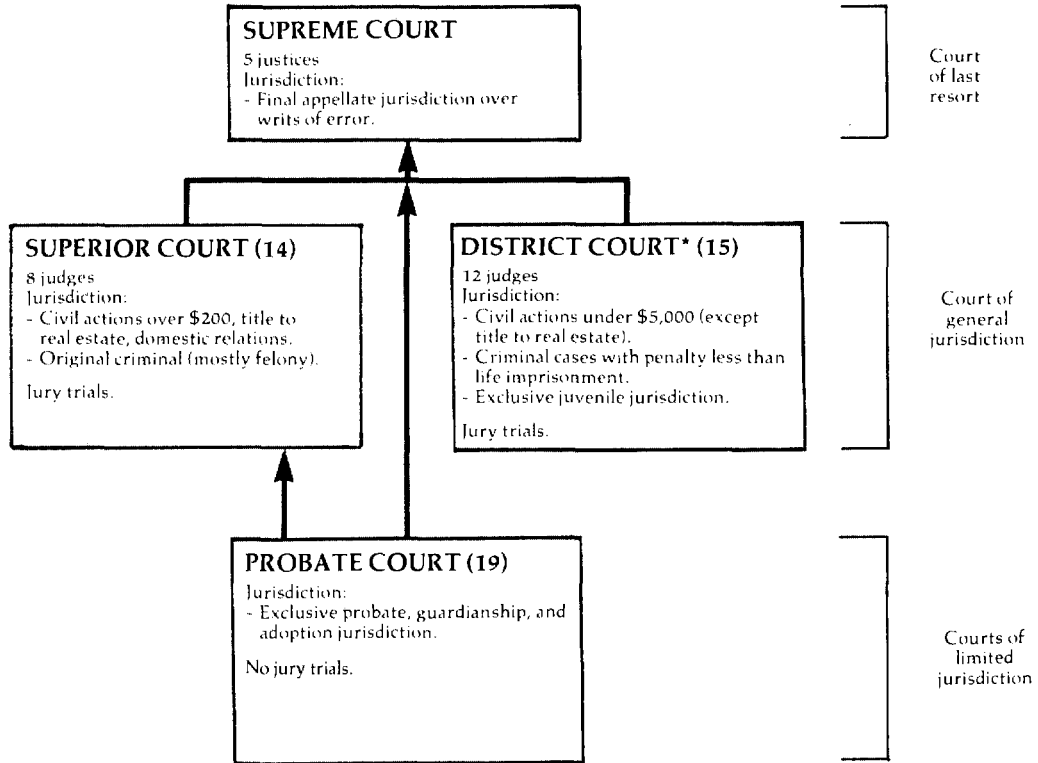 SUPREME COURT
5 justices
Jurisdiction:
- Final appellate jurisdiction over
writs of error.
Court
of last
resort
SUPERIOR COURT (14)
8 judges
Jurisdiction:
- Civil actions over $200, title to
real estate, domestic relations.
- Original criminal (mostly felony).
Jury trials.
DISTRICT COURT* (15)
12 judges
Jurisdiction:
- Civil actions under $5,000 (except
title to real estate).
- Criminal cases with penalty less than
life imprisonment.
- Exclusive juvenile jurisdiction.
Jury trials.
Court of
general
jurisdiction
PROBATE COURT (19)
Jurisdiction:
- Exclusive probate, guardianship, and
adoption jurisdiction.
No jury trials.
Courts of
limited
jurisdiction